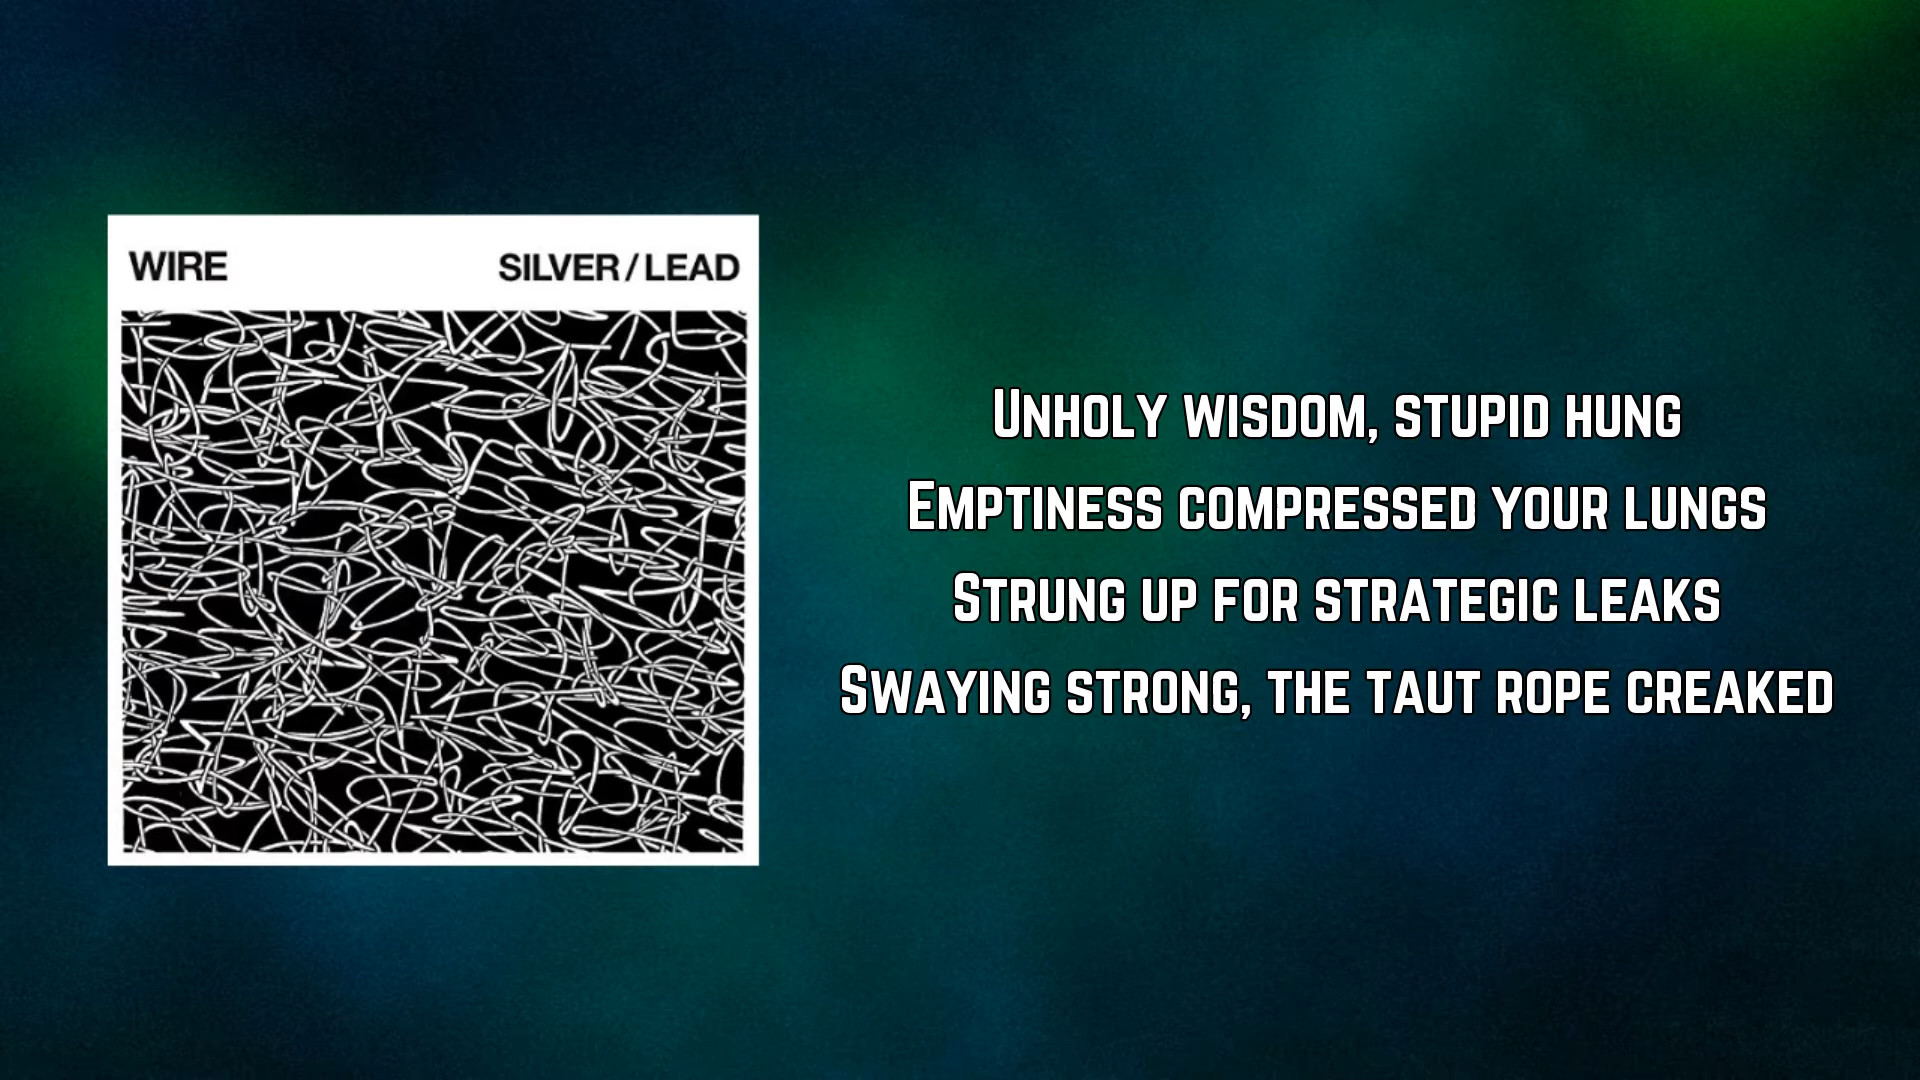 WIRE SILVER/LEAD
Unholy wisdom, stupid hung
Emptiness compressed your lungs
Strung up for strategic leaks
Swaying strong, the taut rope creaked